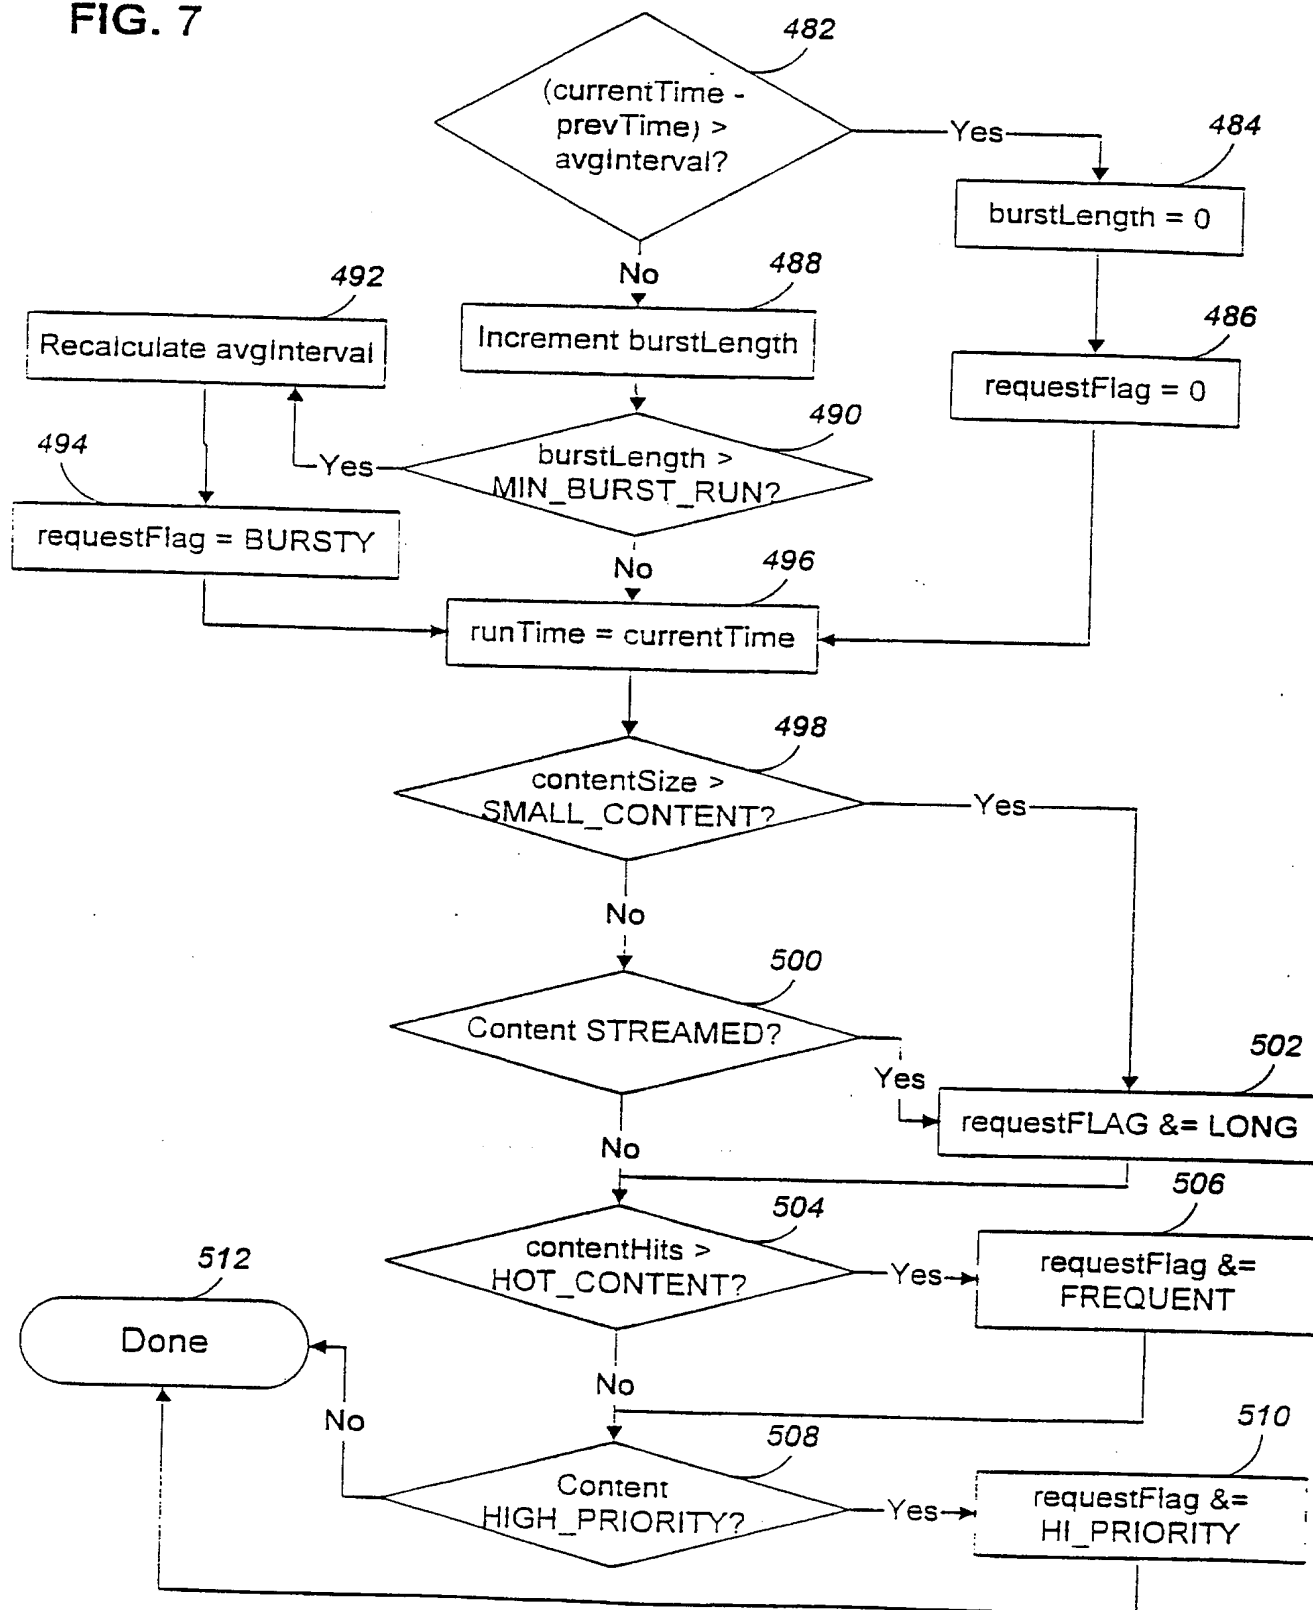 FIG. 7
482
(currentTime -
prevTime) >
avgInterval?
Yes
484
burstLength = 0
No
488
492
486
Recalculate avgInterval
Increment burstLength
requestFlag = 0
490
494
burstLength >
MIN_BURST_RUN?
Yes
requestFlag = BURSTY
No
496
runTime = currentTime
498
contentSize >
SMALL_CONTENT?
Yes
No
500
Content STREAMED?
Yes
502
requestFLAG &= LONG
No
504
506
contentHits >
HOT_CONTENT?
Yes
requestFlag &=
FREQUENT
512
Done
No
No
508
510
Content
HIGH_PRIORITY?
Yes
requestFlag &=
HI_PRIORITY